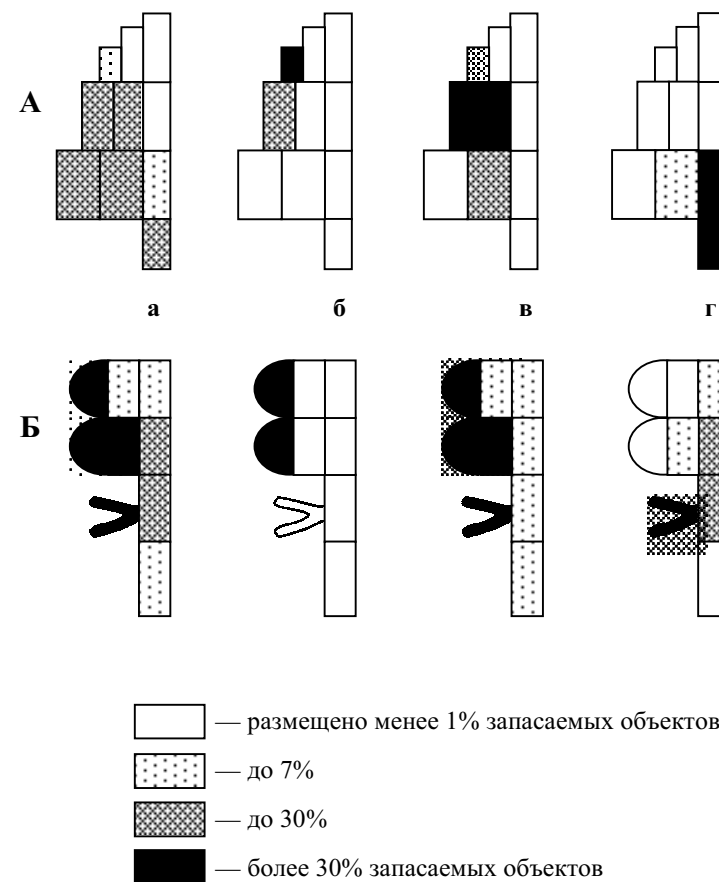 А
а б в г
Б
— размещено менее 1% запасаемых объектов
— до 7%
— до 30%
— более 30% запасаемых объектов